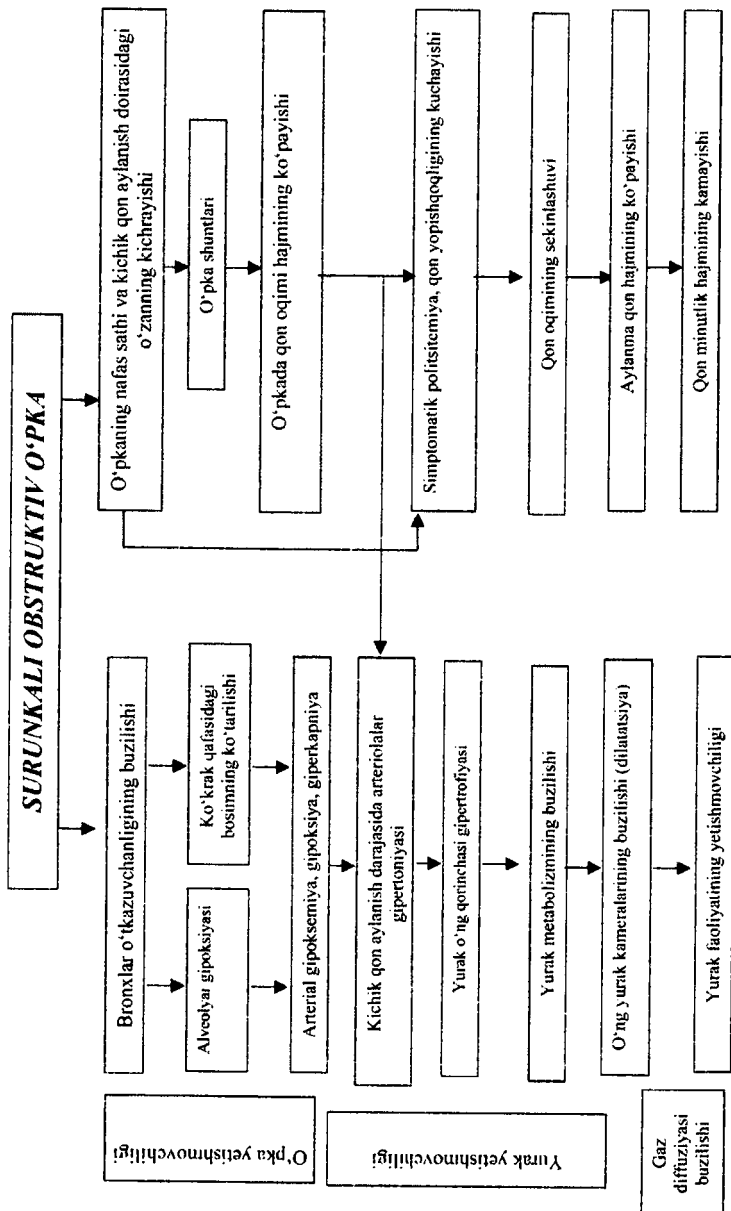 SURUNKALI OBSTRUKTIV O‘PKA
Bronxlar o‘tkazuvchanligining buzilishi
Alveolyar gipoksiyasi
Ko‘krak qafasidagi
bosimning ko‘tarilishi
Arterial gipoksemiya, gipoksiya, giperkapniya
Kichik qon aylanish darajasida arteriolalar
gipertoniyasi
Yurak o‘ng qorinchasi gipertrofiyasi
Yurak metabolizmining buzilishi
O‘ng yurak kameralarining buzilishi (dilatatsiya)
Yurak faoliyatining yetishmovchiligi
O‘pkaning nafas sathi va kichik qon aylanish doirasidagi
o‘zanning kichrayishi
O‘pka shuntlari
O‘pkada qon oqimi hajmining ko‘payishi
Simptomatik politsitemiya, qon yopishqoqligining kuchayishi
Qon oqimining sekinlashuvi
Aylanma qon hajmining ko‘payishi
Qon minutlik hajmining kamayishi
O‘pka yetishmovchiligi
Yurak yetishmovchiligi
Gaz
diffuziyasi
buzilishi